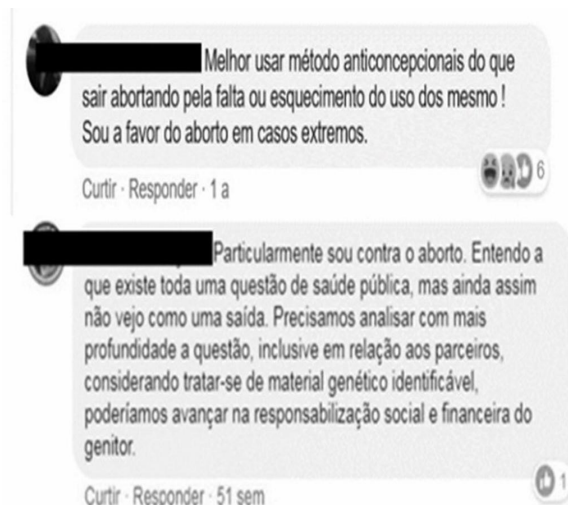 Melhor usar método anticoncepcionais do que
sair abortando pela falta ou esquecimento do uso dos mesmo !
Sou a favor do aborto em casos extremos.
6
Curtir · Responder · 1 a
Particularmente sou contra o aborto. Entendo a
que existe toda uma questão de saúde pública, mas ainda assim
não vejo como uma saída. Precisamos analisar com mais
profundidade a questão, inclusive em relação aos parceiros,
considerando tratar-se de material genético identificável,
poderíamos avançar na responsabilização social e financeira do
genitor.
1
Curtir · Responder · 51 sem